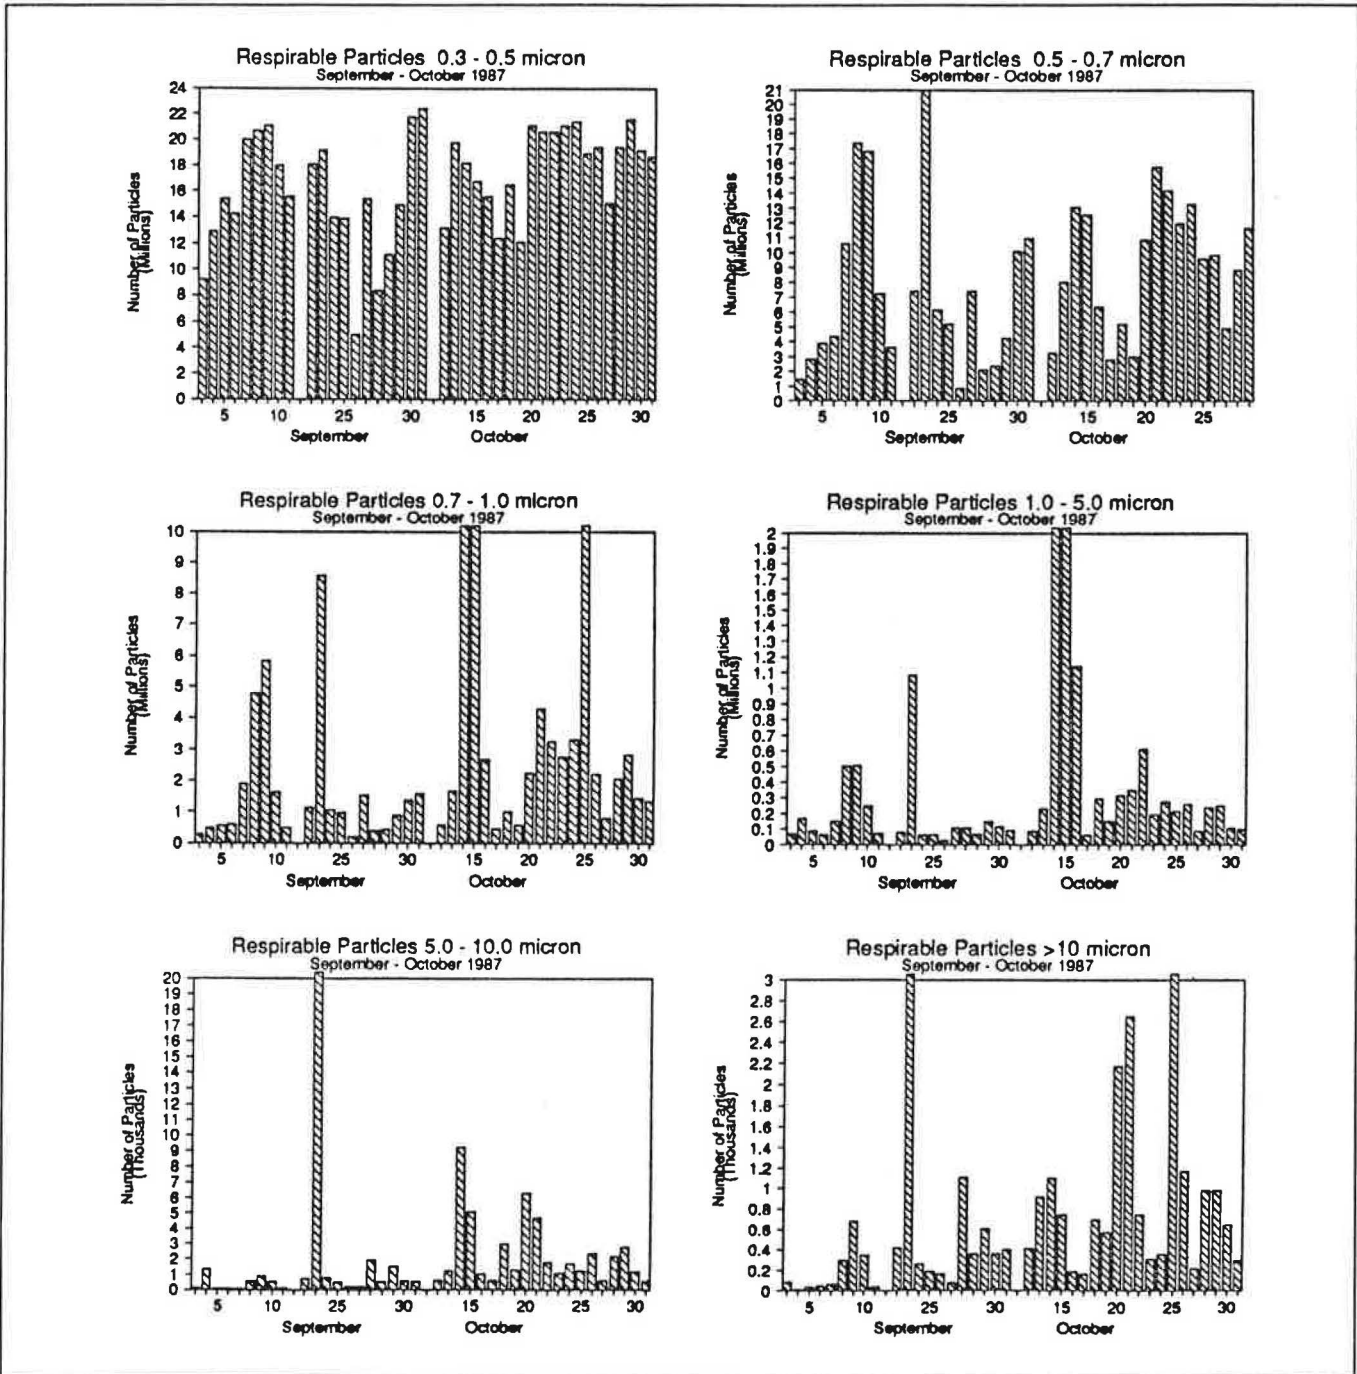 Respirable Particles 0.3 - 0.5 micron
September - October 1987
Number of Particles
(Millions)
24
22
20
18
16
14
12
10
8
6
4
2
0
5 10 25 30 15 20 25 30
September October
Respirable Particles 0.5 - 0.7 micron
September - October 1987
Number of Particles
(Millions)
21
20
19
18
17
16
15
14
13
12
11
10
9
8
7
6
5
4
3
2
1
0
5 10 25 30 15 20 25
September October
Respirable Particles 0.7 - 1.0 micron
September - October 1987
Number of Particles
(Millions)
10
9
8
7
6
5
4
3
2
1
0
5 10 25 30 15 20 25 30
September October
Respirable Particles 1.0 - 5.0 micron
September - October 1987
Number of Particles
(Millions)
2
1.9
1.8
1.7
1.6
1.5
1.4
1.3
1.2
1.1
1
0.9
0.8
0.7
0.6
0.5
0.4
0.3
0.2
0.1
0
5 10 25 30 15 20 25 30
September October
Respirable Particles 5.0 - 10.0 micron
September - October 1987
Number of Particles
(Thousands)
20
19
18
17
16
15
14
13
12
11
10
9
8
7
6
5
4
3
2
1
0
5 10 25 30 15 20 25 30
September October
Respirable Particles >10 micron
September - October 1987
Number of Particles
(Thousands)
3
2.8
2.6
2.4
2.2
2
1.8
1.6
1.4
1.2
1
0.8
0.6
0.4
0.2
0
5 10 25 30 15 20 25 30
September October